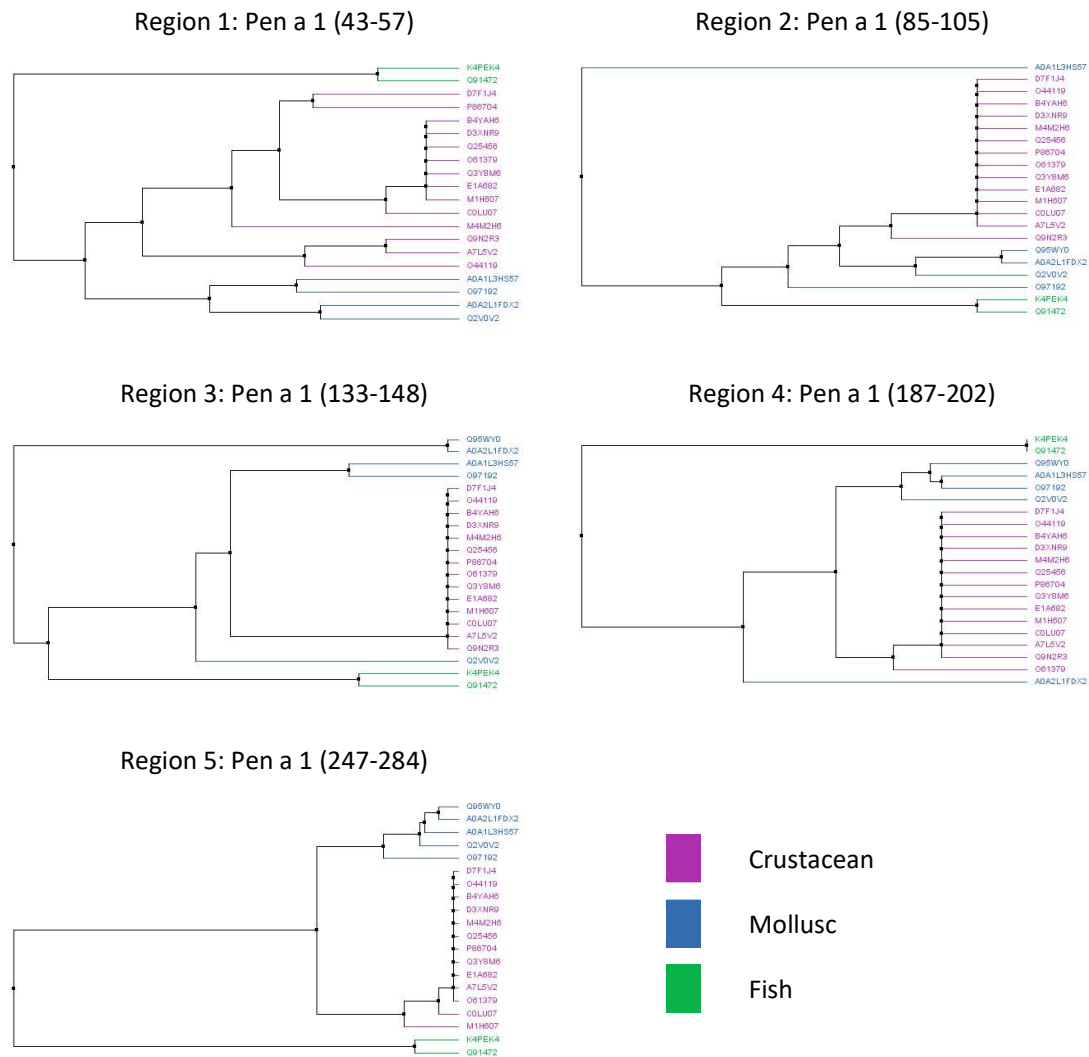 Region 1: Pen a 1 (43-57)
K4PEK4
Q91472
D7F1J4
P86704
B4YAH6
D3XNR9
Q25456
O61379
Q3Y8M6
E1A682
M1H607
C0LU07
M4M2H6
Q9N2R3
A7L5V2
O44119
A0A1L3HS57
O97192
A0A2L1FDX2
Q2V0V2
Region 2: Pen a 1 (85-105)
A0A1L3HS57
D7F1J4
O44119
B4YAH6
D3XNR9
M4M2H6
Q25456
P86704
O61379
Q3Y8M6
E1A682
M1H607
C0LU07
A7L5V2
Q9N2R3
Q95WY0
A0A2L1FDX2
Q2V0V2
O97192
K4PEK4
Q91472
Region 3: Pen a 1 (133-148)
Q95WY0
A0A2L1FDX2
A0A1L3HS57
O97192
D7F1J4
O44119
B4YAH6
D3XNR9
M4M2H6
Q25456
P86704
O61379
Q3Y8M6
E1A682
M1H607
C0LU07
A7L5V2
Q9N2R3
Q2V0V2
K4PEK4
Q91472
Region 4: Pen a 1 (187-202)
K4PEK4
Q91472
Q95WY0
A0A1L3HS57
O97192
Q2V0V2
D7F1J4
O44119
B4YAH6
D3XNR9
M4M2H6
Q25456
P86704
Q3Y8M6
E1A682
M1H607
C0LU07
A7L5V2
Q9N2R3
O61379
A0A2L1FDX2
Region 5: Pen a 1 (247-284)
Q95WY0
A0A2L1FDX2
A0A1L3HS57
Q2V0V2
O97192
D7F1J4
O44119
B4YAH6
D3XNR9
M4M2H6
Q25456
P86704
Q3Y8M6
E1A682
A7L5V2
O61379
C0LU07
M1H607
K4PEK4
Q91472
Crustacean
Mollusc
Fish